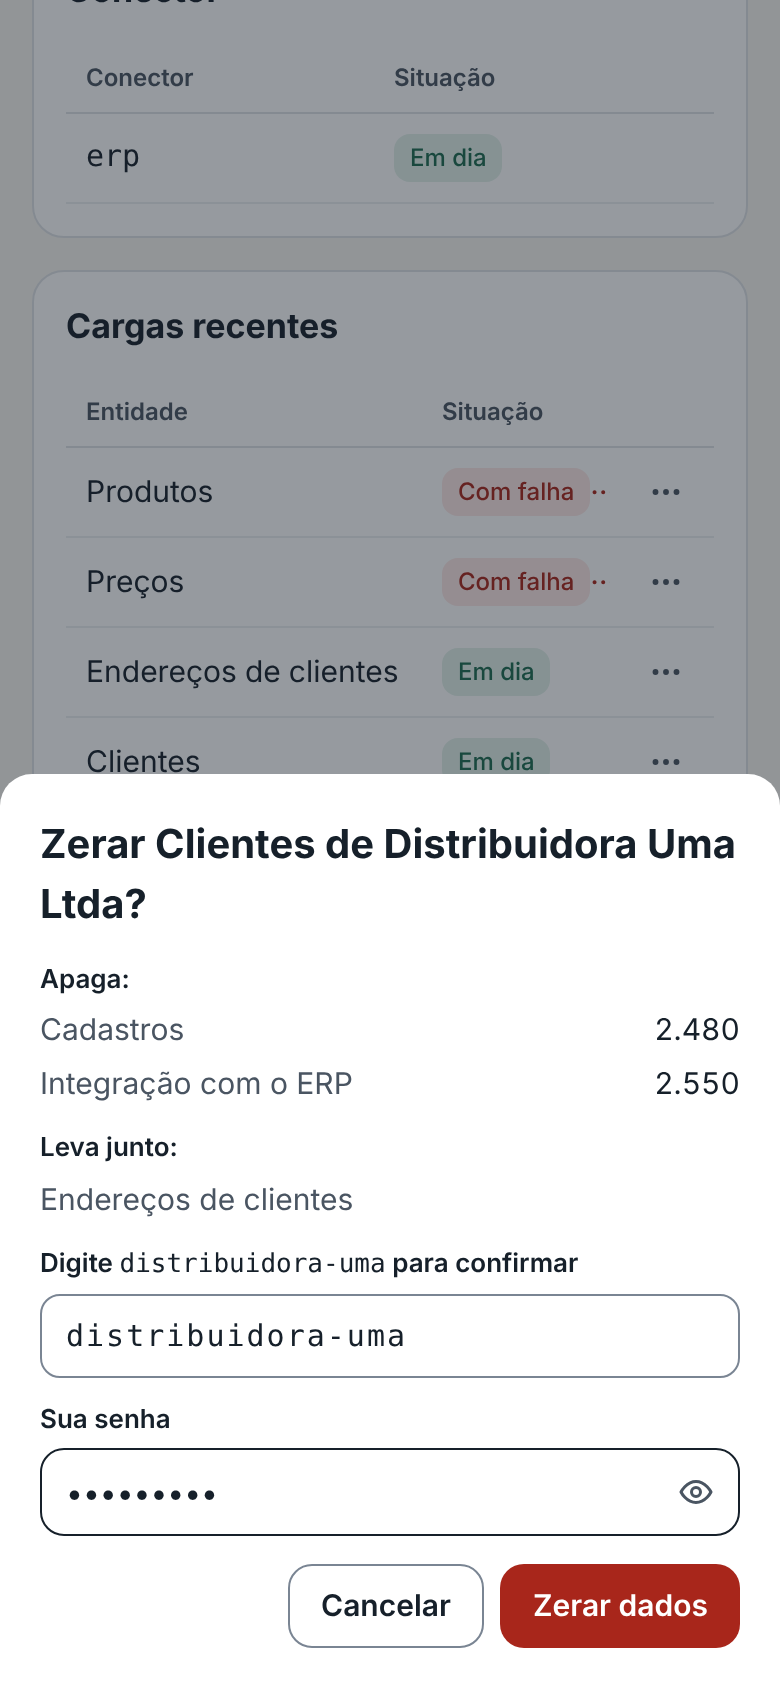 Conector
Conector Situação
erp Em dia
Cargas recentes
Entidade Situação
Produtos Com falha ·· •••
Preços Com falha ·· •••
Endereços de clientes Em dia •••
Clientes Em dia •••
Zerar Clientes de Distribuidora Uma
Ltda?
Apaga:
Cadastros 2.480
Integração com o ERP 2.550
Leva junto:
Endereços de clientes
Digite distribuidora-uma para confirmar
distribuidora-uma
Sua senha
•••••••••
Cancelar Zerar dados